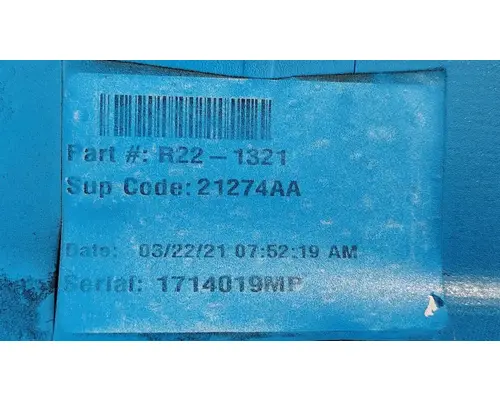 Part #: R22-1321
Sup Code: 21274AA
Date: 03/22/21 07:52:19 AM
Serial: 1714019MP